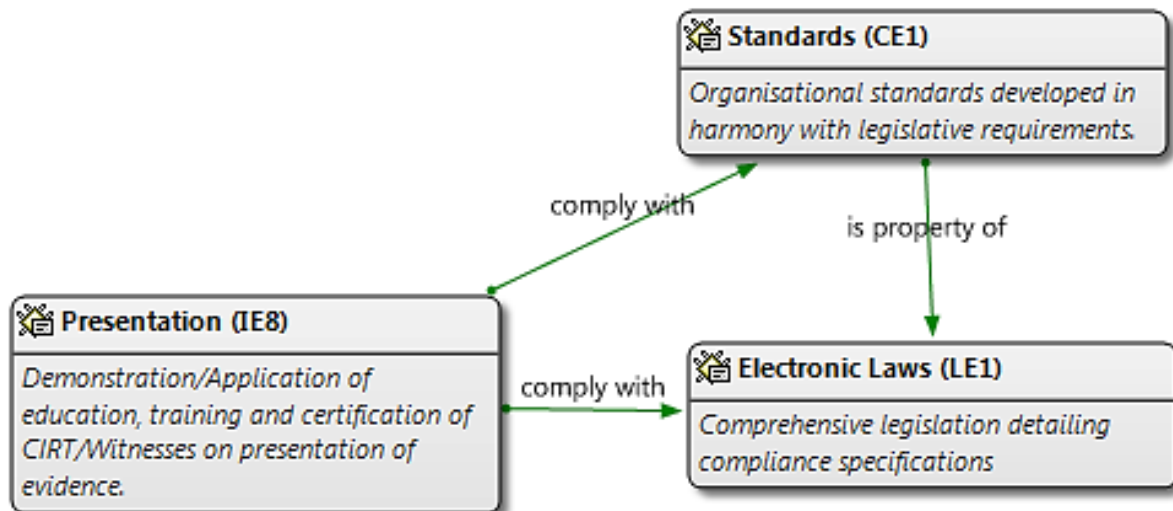 Standards (CE1)
Organisational standards developed in
harmony with legislative requirements.
comply with
is property of
Presentation (IE8)
Demonstration/Application of
education, training and certification of
CIRT/Witnesses on presentation of
evidence.
comply with
Electronic Laws (LE1)
Comprehensive legislation detailing
compliance specifications